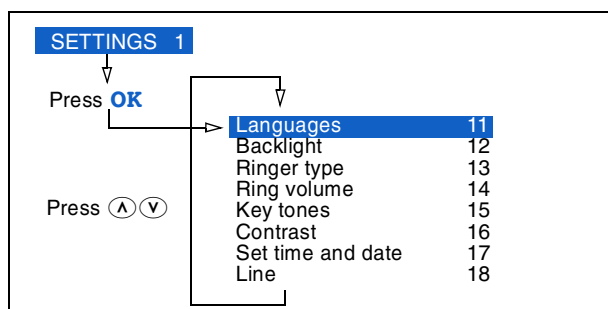 SETTINGS 1
Press OK
Languages 11
Backlight 12
Ringer type 13
Ring volume 14
Key tones 15
Contrast 16
Set time and date 17
Line 18
Press